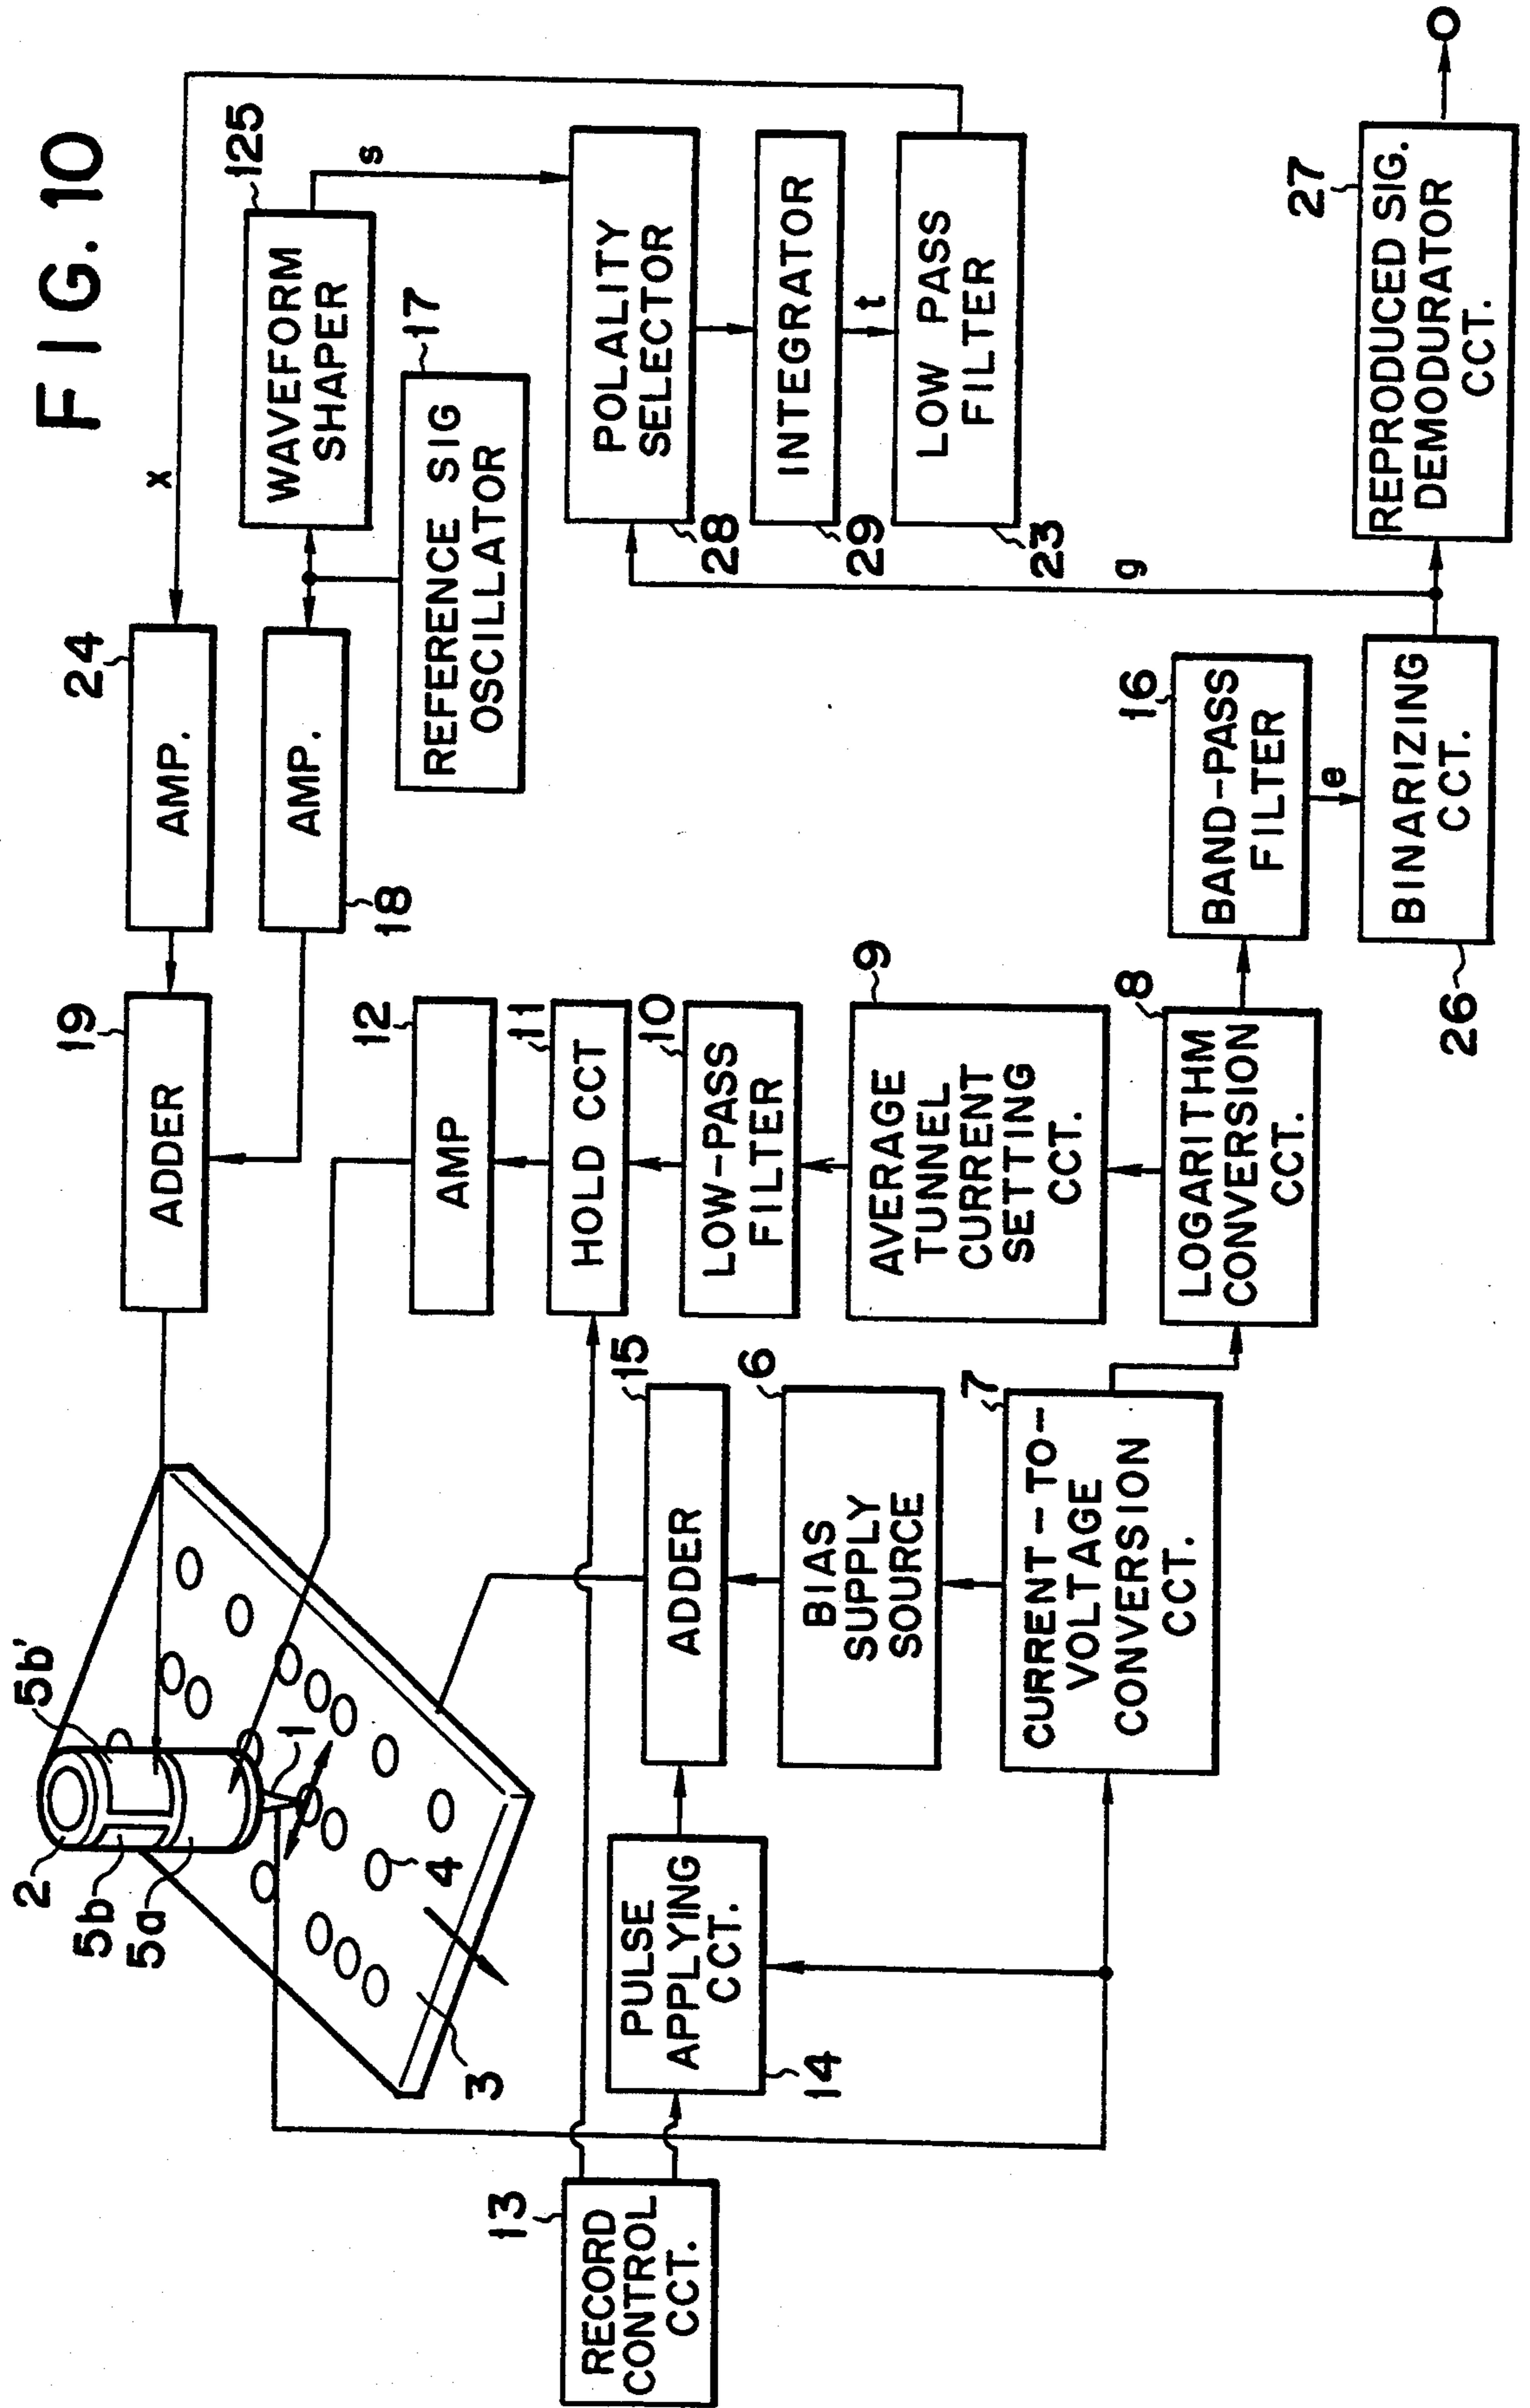 FIG. 10
2
5b'
5b
5a
1
4
3
19
ADDER
24
AMP.
x
AMP.
18
125
WAVEFORM
SHAPER
s
17
REFERENCE SIG
OSCILLATOR
12
AMP
11
HOLD CCT
10
LOW-PASS
FILTER
9
AVERAGE
TUNNEL
CURRENT
SETTING
CCT.
8
LOGARITHM
CONVERSION
CCT.
POLALITY
SELECTOR
28
INTEGRATOR
29
t
LOW PASS
FILTER
23
g
13
RECORD
CONTROL
CCT.
PULSE
APPLYING
CCT.
14
15
ADDER
6
BIAS
SUPPLY
SOURCE
7
CURRENT-TO-
VOLTAGE
CONVERSION
CCT.
16
BAND-PASS
FILTER
e
BINARIZING
CCT.
26
27
REPRODUCED SIG.
DEMODURATOR
CCT.